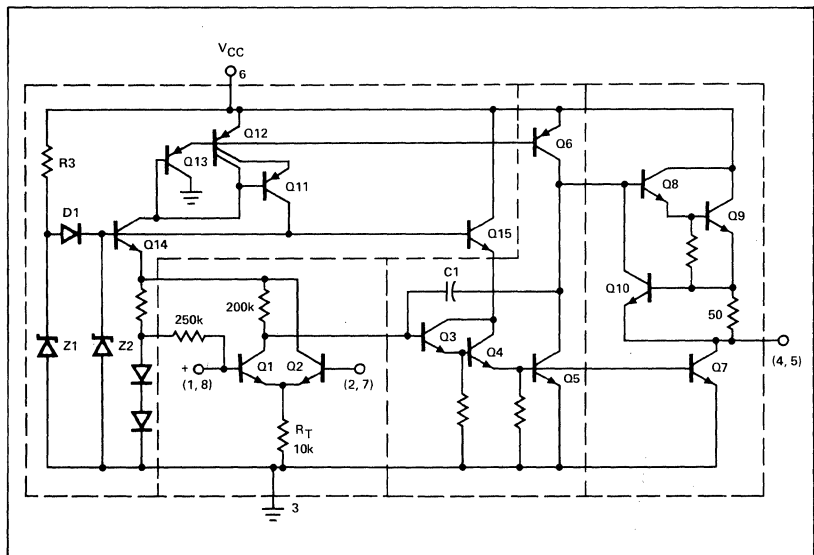 VCC
6
Q12
Q6
R3
Q13
Q11
Q8
Q9
D1
Q14
Q15
C1
200k
Q10
50
250k
Q3
Q4
Z1
Z2
+
(1, 8)
Q1
Q2
(2, 7)
(4, 5)
Q5
Q7
RT
10k
3